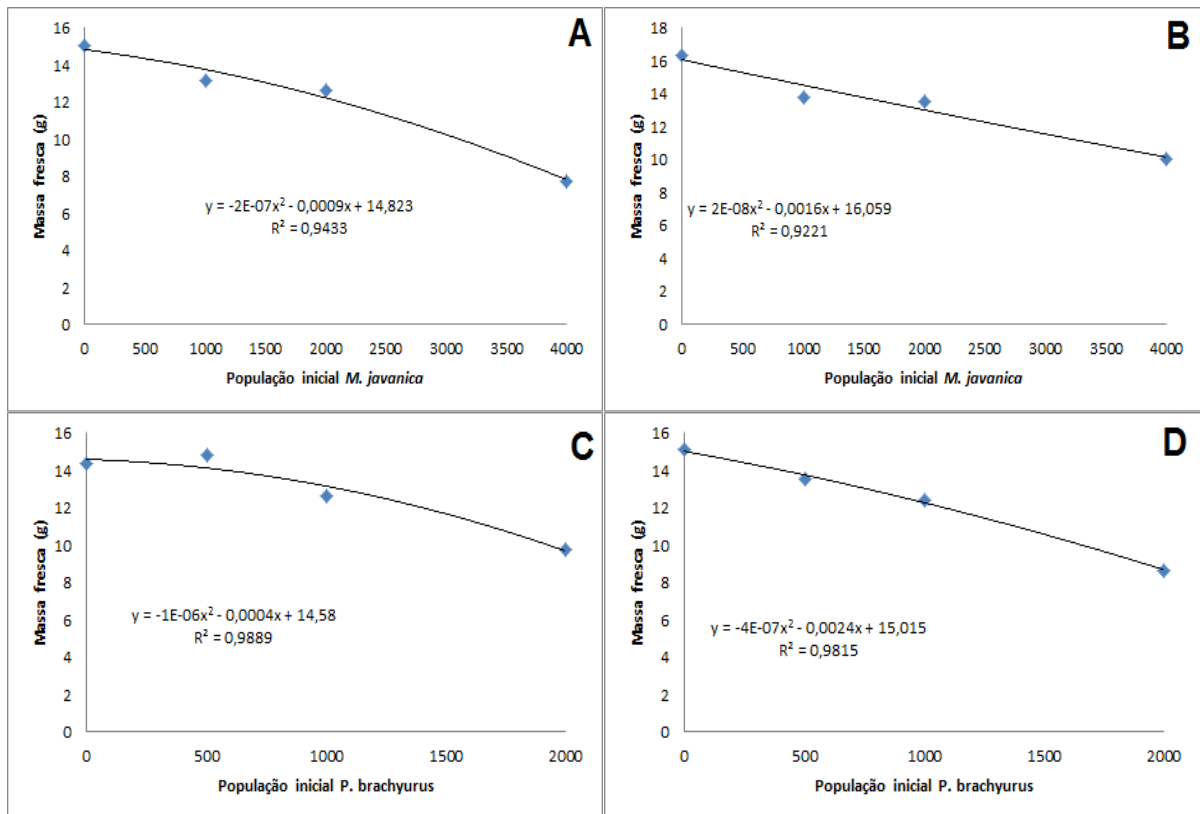 A
Massa fresca (g)
16
14
12
10
8
6
4
2
0
y = -2E-07x² - 0,0009x + 14,823
R² = 0,9433
0 500 1000 1500 2000 2500 3000 3500 4000
População inicial M. javanica
B
Massa fresca (g)
18
16
14
12
10
8
6
4
2
0
y = 2E-08x² - 0,0016x + 16,059
R² = 0,9221
0 500 1000 1500 2000 2500 3000 3500 4000
População inicial M. javanica
C
Massa fresca (g)
16
14
12
10
8
6
4
2
0
y = -1E-06x² - 0,0004x + 14,58
R² = 0,9889
0 500 1000 1500 2000
População inicial P. brachyurus
D
Massa fresca (g)
16
14
12
10
8
6
4
2
0
y = -4E-07x² - 0,0024x + 15,015
R² = 0,9815
0 500 1000 1500 2000
População inicial P. brachyurus